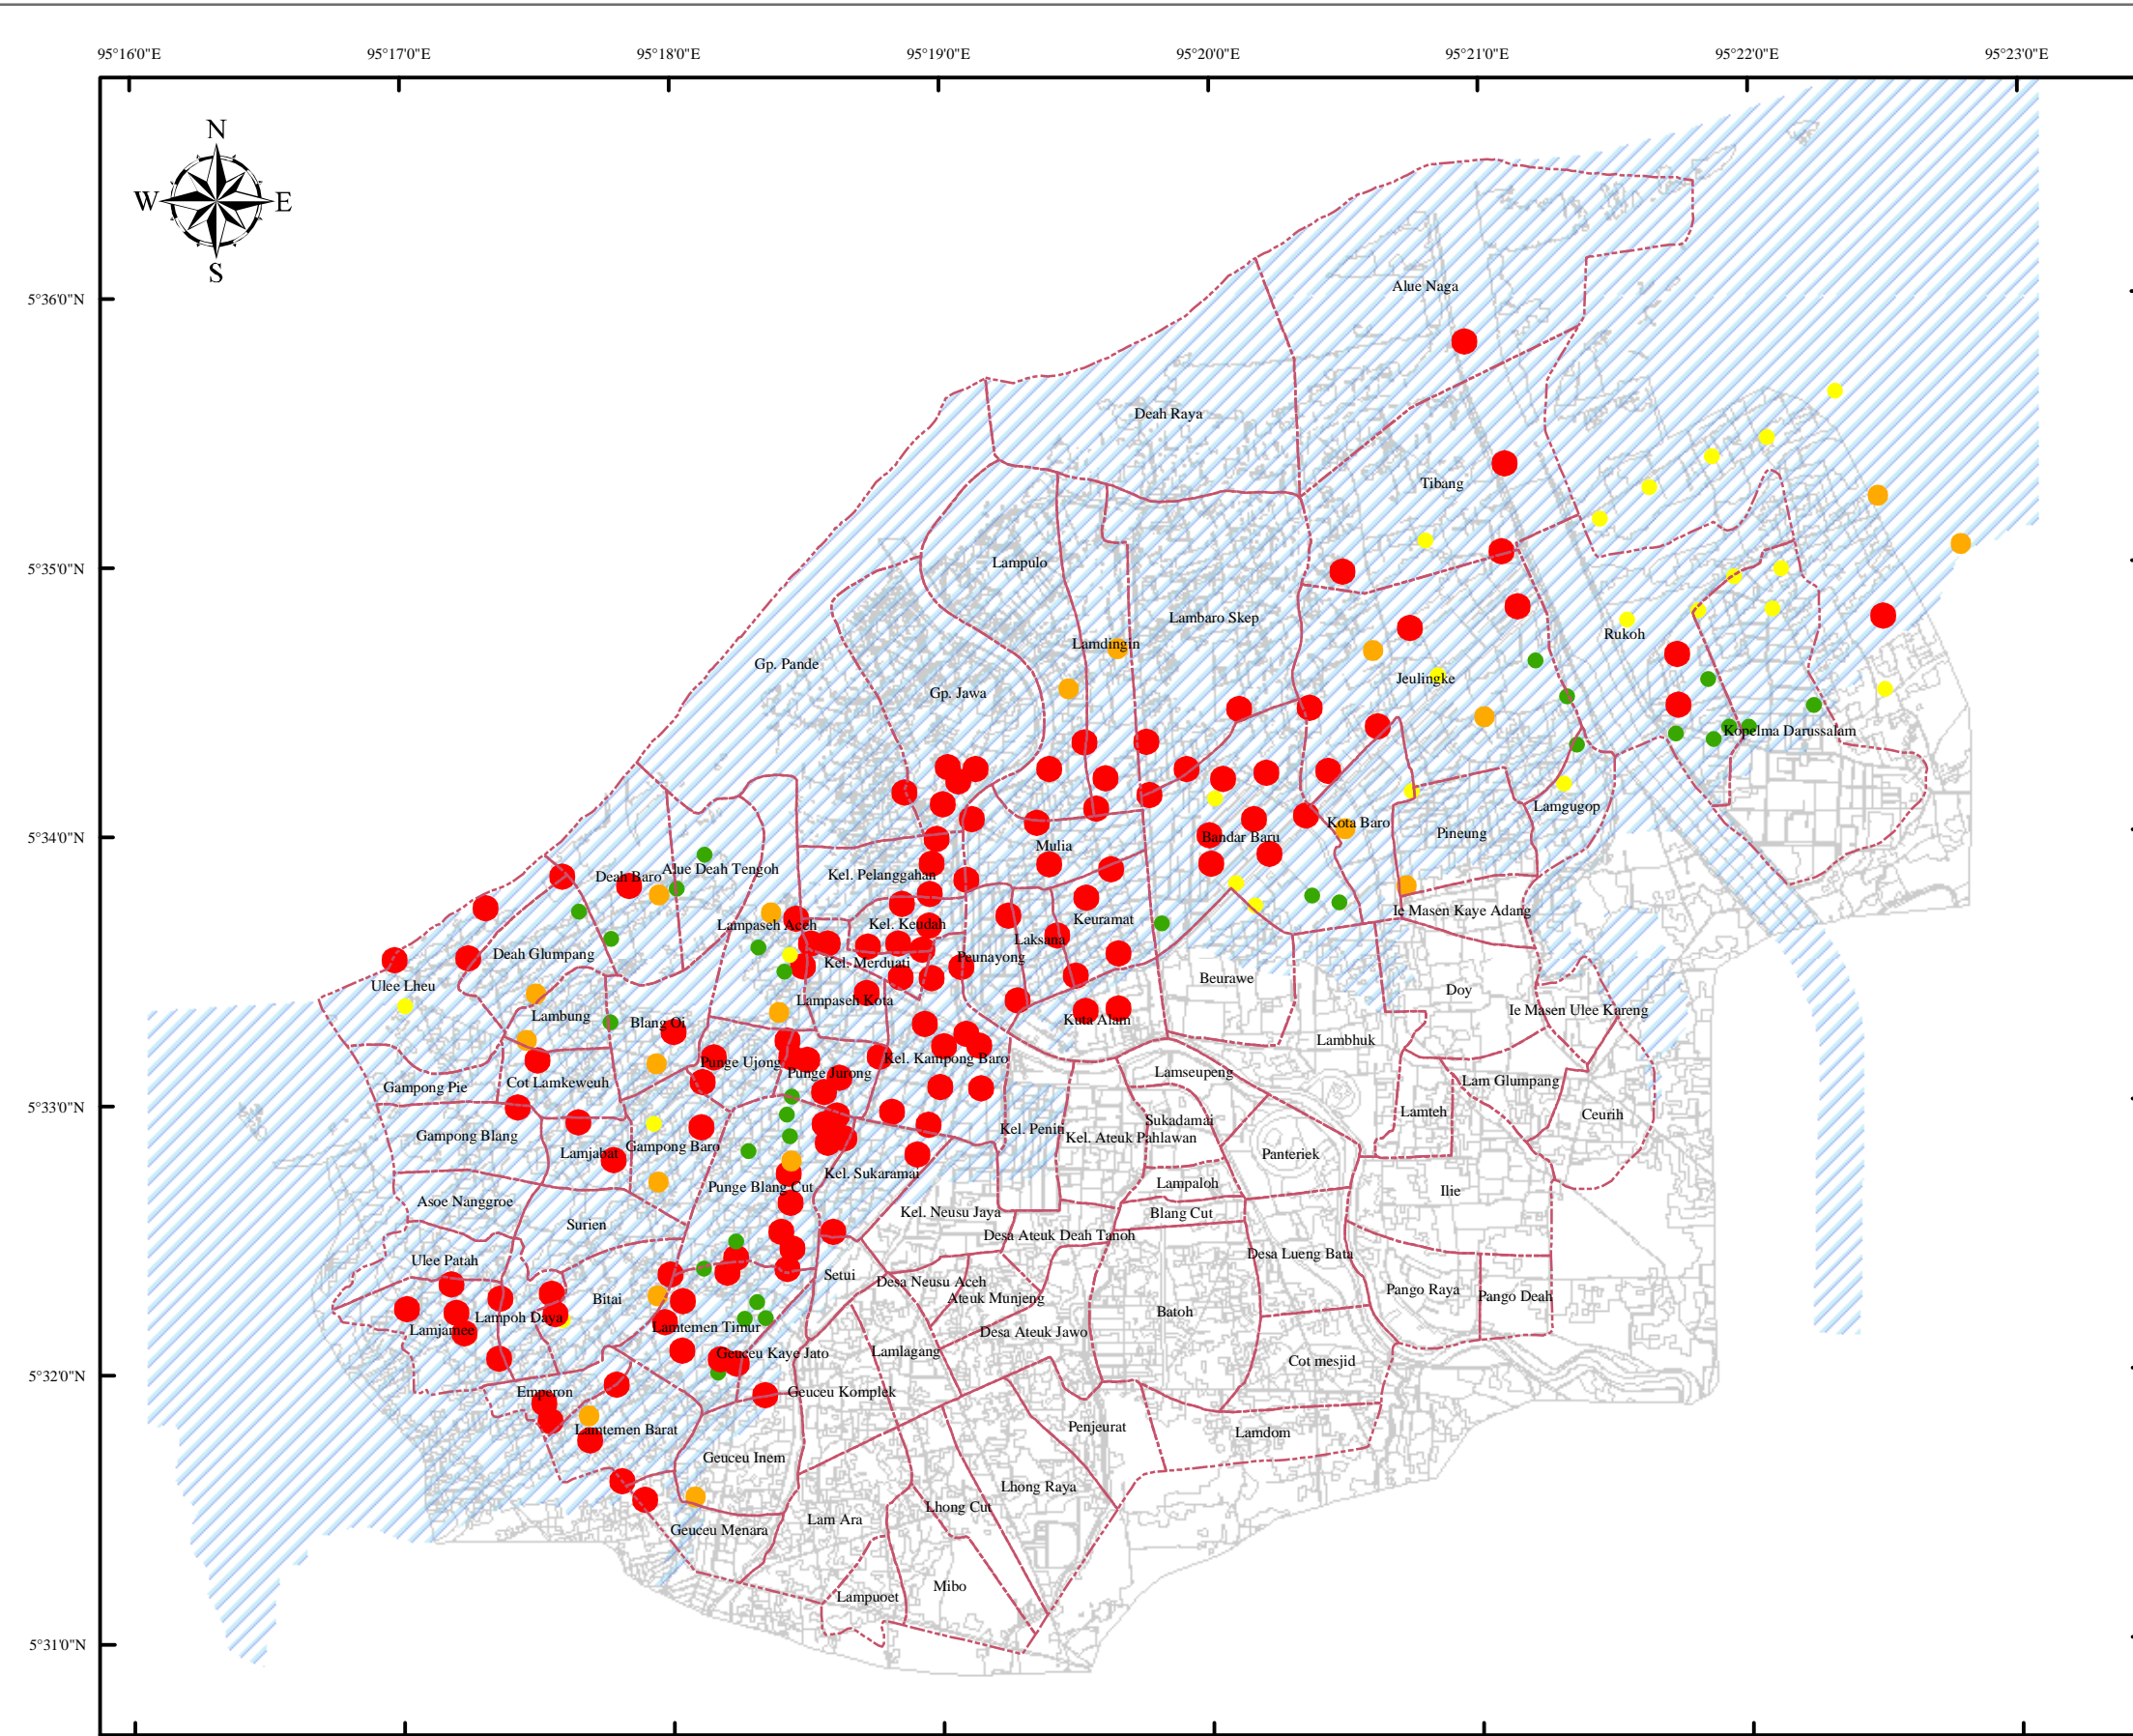 95°16'0"E 95°17'0"E 95°18'0"E 95°19'0"E 95°20'0"E 95°21'0"E 95°22'0"E 95°23'0"E
N
W E
S
5°36'0"N
5°35'0"N
5°34'0"N
5°33'0"N
5°32'0"N
5°31'0"N
Alue Naga
Deah Raya
Tibang
Lampulo
Lambaro Skep
Rukoh
Lamdingin
Gp. Pande
Jeulingke
Gp. Jawa
Kopelma Darussalam
Lamgugop
Kota Baro
Pineung
Bandar Baru
Mulia
Alue Deah Tengoh
Deah Baro
Kel. Pelanggahan
Ie Masen Kaye Adang
Keuramat
Lampaseh Aceh
Kel. Keudah
Laksana
Deah Glumpang
Peunayong
Kel. Merduati
Beurawe
Ulee Lheu
Doy
Lampaseh Kota
Ie Masen Ulee Kareng
Lambung
Kuta Alam
Blang Oi
Lambhuk
Kel. Kampong Baro
Punge Ujong
Punge Jurong
Lamseupeng
Lam Glumpang
Cot Lamkeweuh
Gampong Pie
Lamteh
Ceurih
Sukadamai
Kel. Peniti
Gampong Blang
Kel. Ateuk Pahlawan
Gampong Baro
Lamjabat
Panteriek
Kel. Sukaramai
Lampaloh
Punge Blang Cut
Ilie
Asoe Nanggroe
Kel. Neusu Jaya
Blang Cut
Surien
Desa Ateuk Deah Tanoh
Desa Lueng Bata
Ulee Patah
Setui
Desa Neusu Aceh
Pango Raya
Pango Deah
Bitai
Ateuk Munjeng
Batoh
Lampoh Daya
Lamtemen Timur
Lamjamee
Desa Ateuk Jawo
Lamlagang
Geuceu Kaye Jato
Cot mesjid
Emperon
Geuceu Komplek
Penjeurat
Lamtemen Barat
Lamdom
Geuceu Inem
Lhong Raya
Lhong Cut
Lam Ara
Geuceu Menara
Mibo
Lampuoet